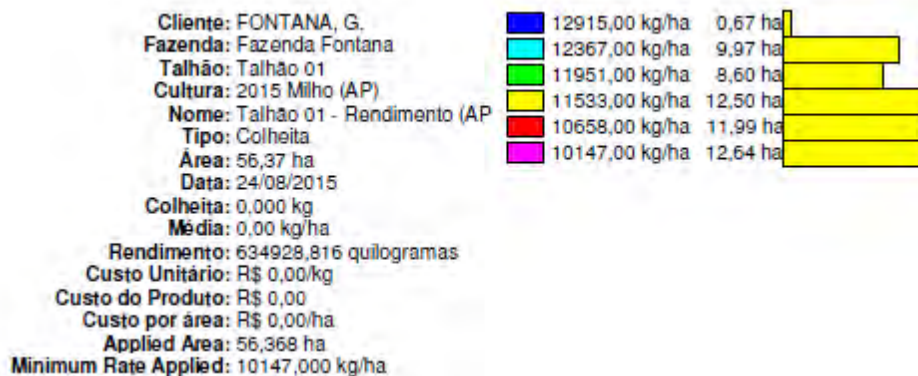 Cliente: FONTANA, G.
Fazenda: Fazenda Fontana
Talhão: Talhão 01
Cultura: 2015 Milho (AP)
Nome: Talhão 01 - Rendimento (AP
Tipo: Colheita
Área: 56,37 ha
Data: 24/08/2015
Colheita: 0,000 kg
Média: 0,00 kg/ha
Rendimento: 634928,816 quilogramas
Custo Unitário: R$ 0,00/kg
Custo do Produto: R$ 0,00
Custo por área: R$ 0,00/ha
Applied Area: 56,368 ha
Minimum Rate Applied: 10147,000 kg/ha
12915,00 kg/ha 0,67 ha
12367,00 kg/ha 9,97 ha
11951,00 kg/ha 8,60 ha
11533,00 kg/ha 12,50 ha
10658,00 kg/ha 11,99 ha
10147,00 kg/ha 12,64 ha